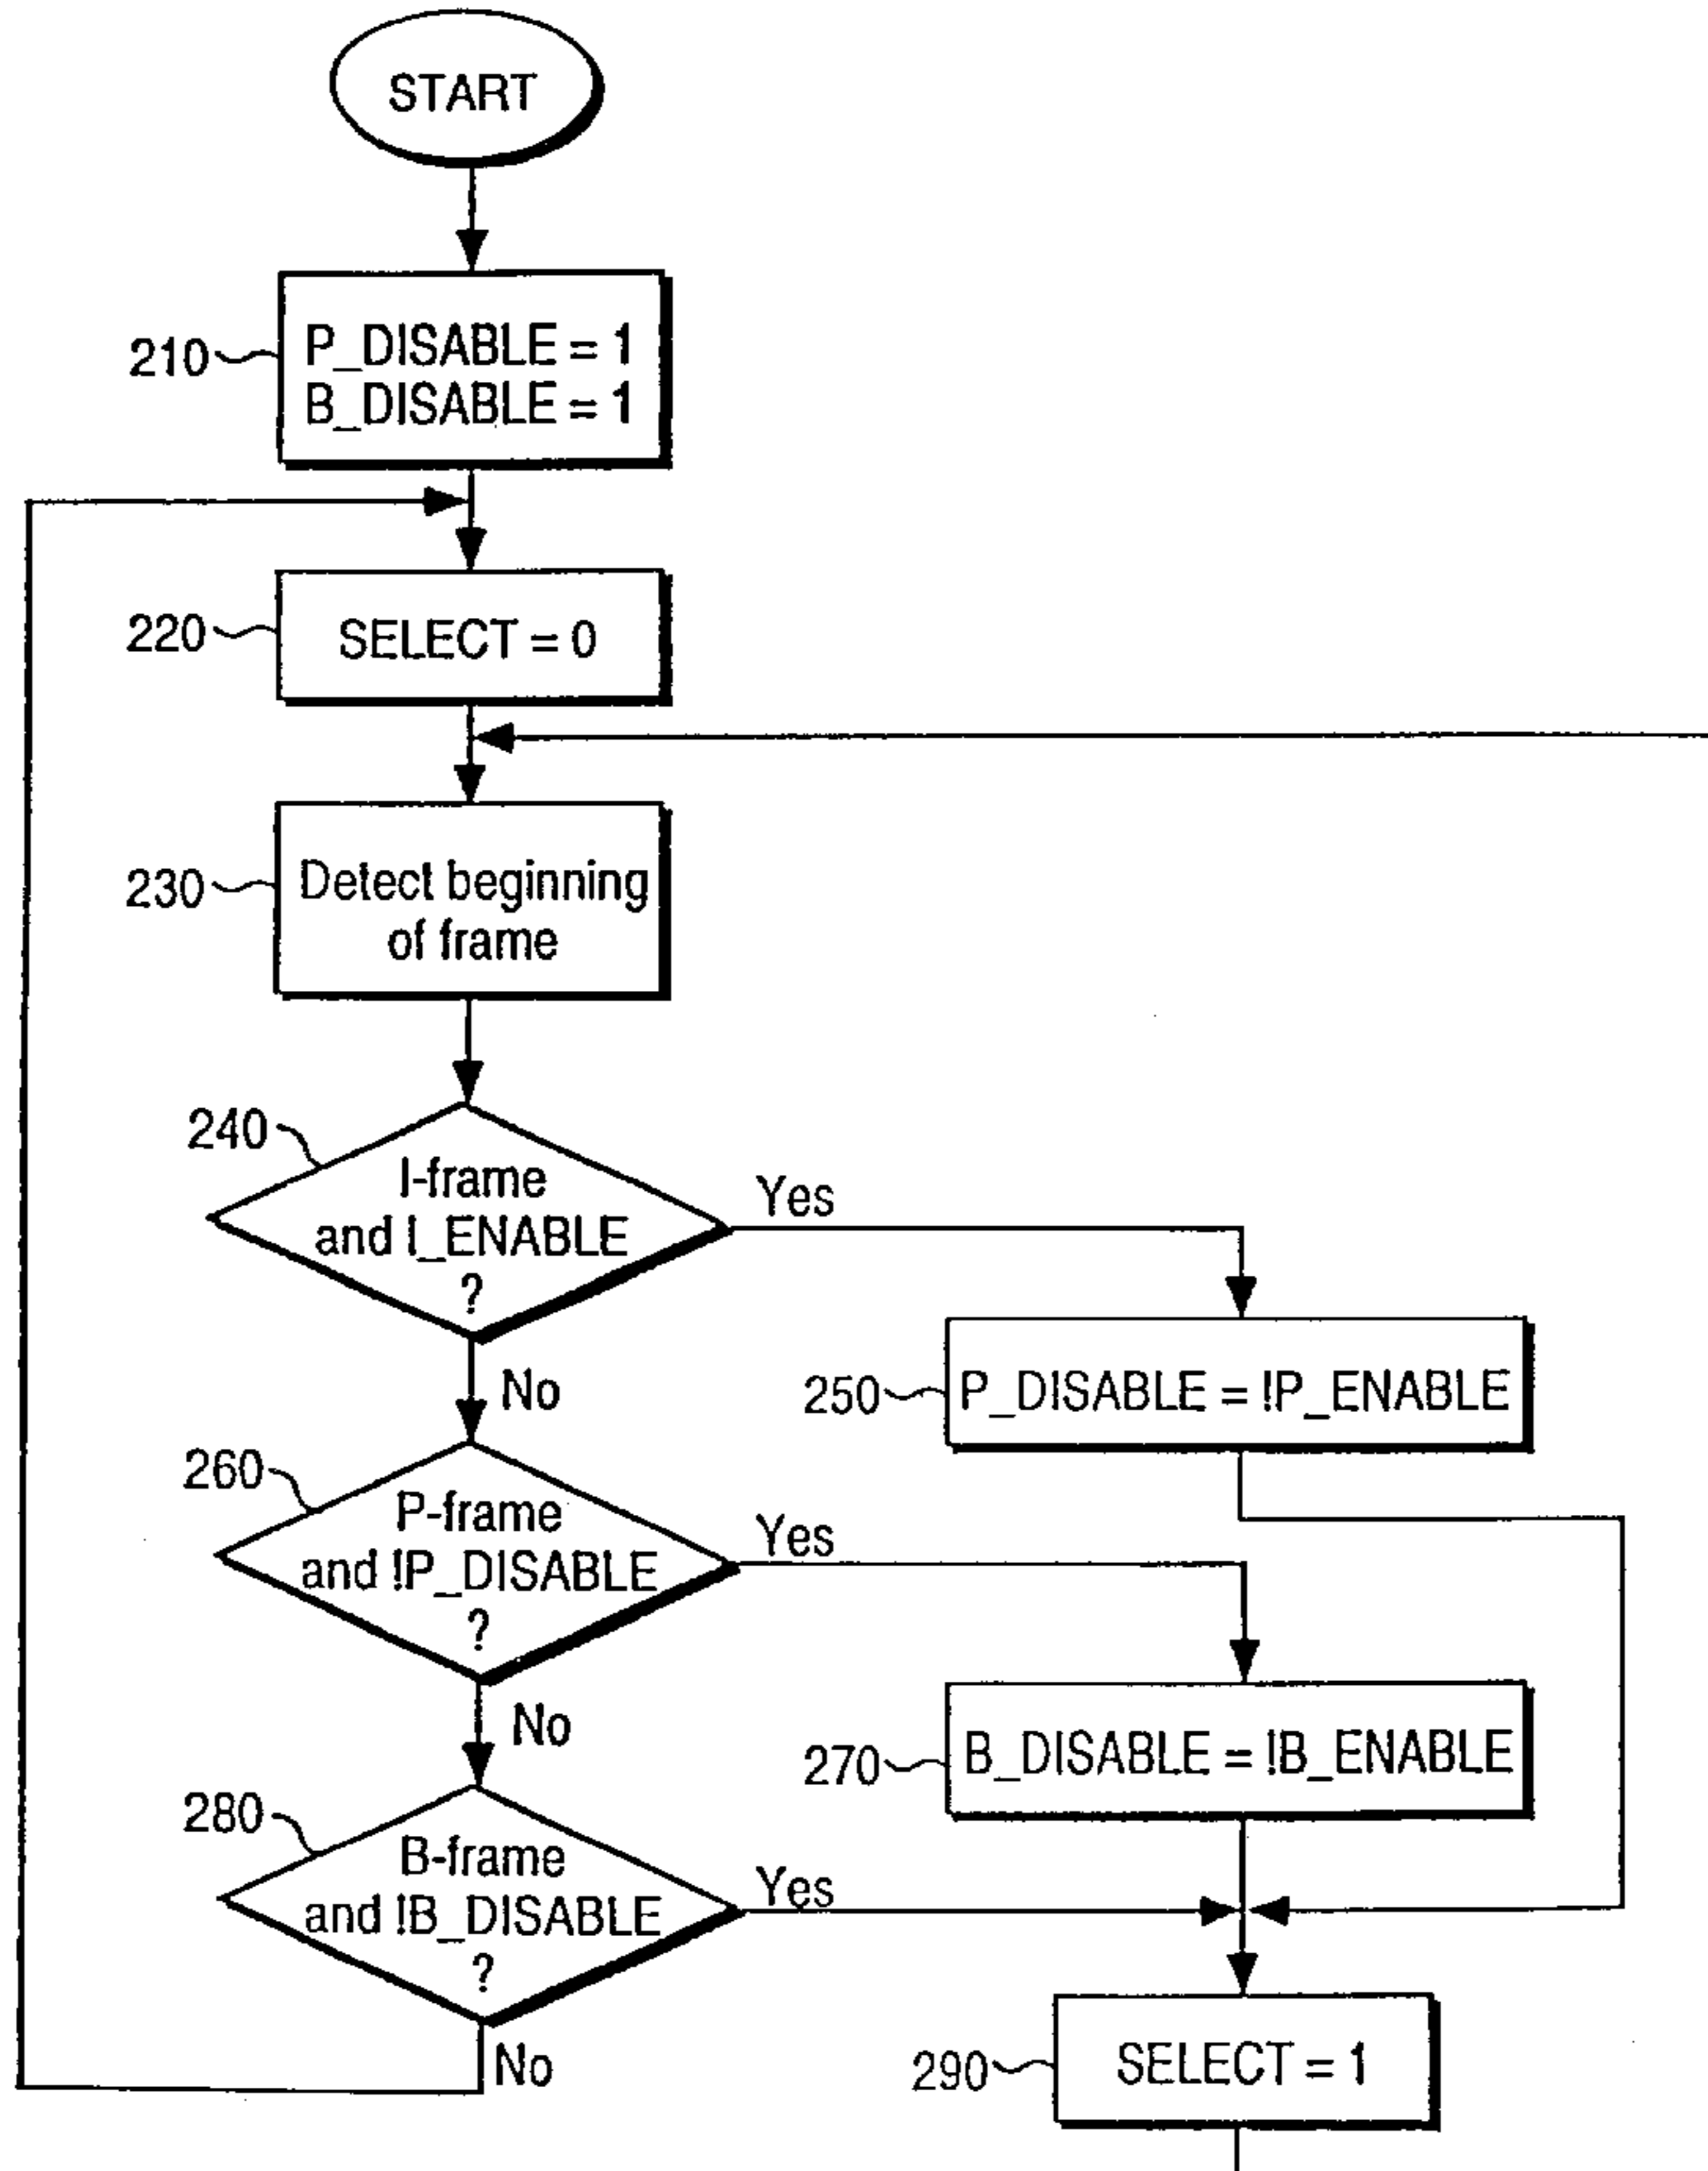 START
210
P_DISABLE = 1
B_DISABLE = 1
220
SELECT = 0
230
Detect beginning
of frame
240
I-frame
and I_ENABLE
?
Yes
No
250
P_DISABLE = !P_ENABLE
260
P-frame
and !P_DISABLE
?
Yes
No
270
B_DISABLE = !B_ENABLE
280
B-frame
and !B_DISABLE
?
Yes
No
290
SELECT = 1